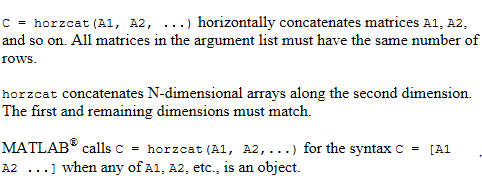 C = horzcat(A1, A2, ...) horizontally concatenates matrices A1, A2,
and so on. All matrices in the argument list must have the same number of
rows.
horzcat concatenates N-dimensional arrays along the second dimension.
The first and remaining dimensions must match.
MATLAB® calls C = horzcat(A1, A2,...) for the syntax C = [A1
A2 ...] when any of A1, A2, etc., is an object.